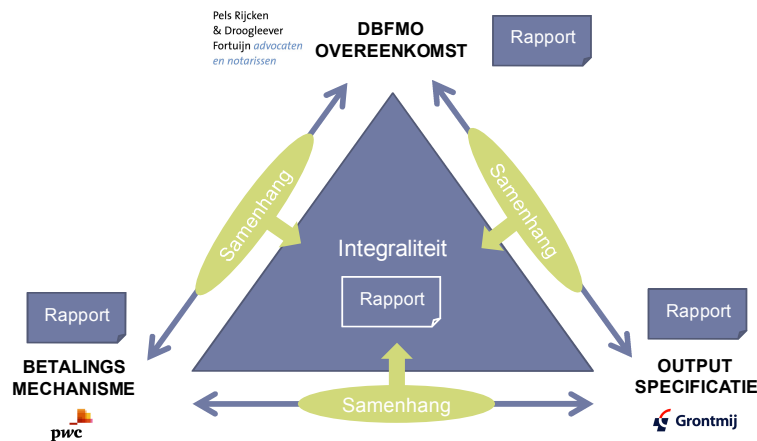 Pels Rijcken
& Droogleever
Fortuijn advocaten
en notarissen
DBFMO
OVEREENKOMST
Rapport
Samenhang
Samenhang
Integraliteit
Rapport
Rapport
BETALINGS
MECHANISME
pwc
Samenhang
Rapport
OUTPUT
SPECIFICATIE
Grontmij